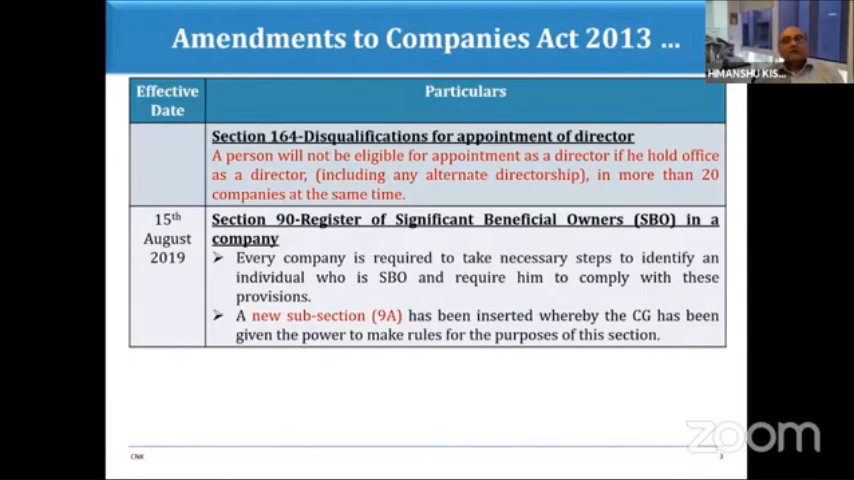 Amendments to Companies Act 2013 ...
HIMANSHU KIS...
Effective Date
Particulars
Section 164-Disqualifications for appointment of director
A person will not be eligible for appointment as a director if he hold office
as a director, (including any alternate directorship), in more than 20
companies at the same time.
15th
August
2019
Section 90-Register of Significant Beneficial Owners (SBO) in a
company
➢ Every company is required to take necessary steps to identify an
individual who is SBO and require him to comply with these
provisions.
➢ A new sub-section (9A) has been inserted whereby the CG has been
given the power to make rules for the purposes of this section.
CNK
3
zoom